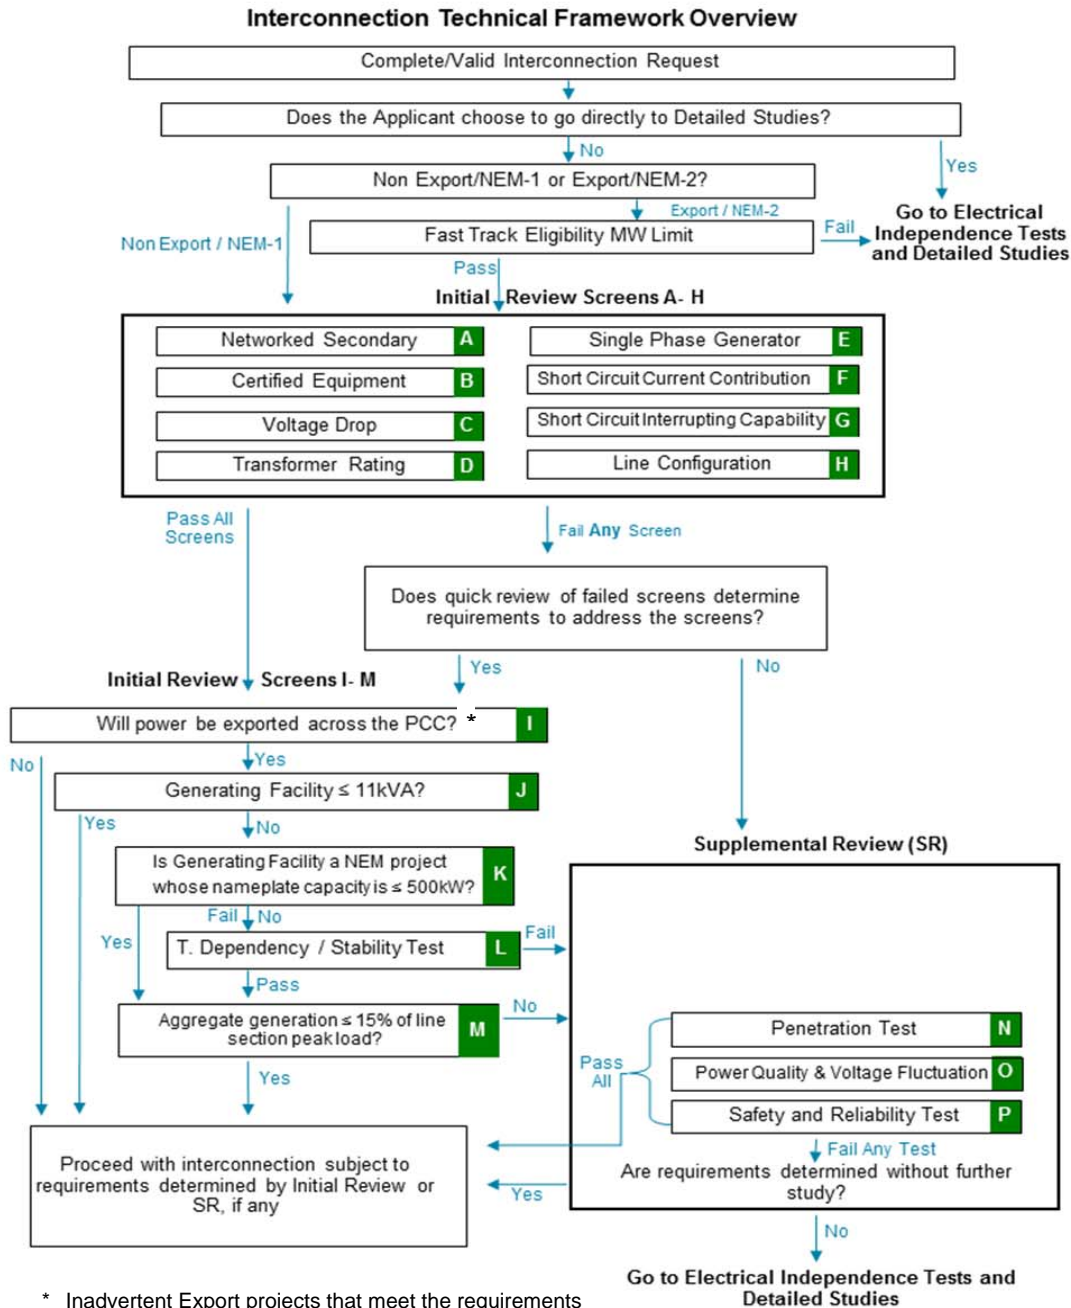 Interconnection Technical Framework Overview
Complete/Valid Interconnection Request
Does the Applicant choose to go directly to Detailed Studies?
No
Yes
Non Export/NEM-1 or Export/NEM-2?
Export / NEM-2
Go to Electrical
Independence Tests
and Detailed Studies
Non Export / NEM-1
Fast Track Eligibility MW Limit
Fail
Pass
Initial Review Screens A- H
Networked Secondary A
Certified Equipment B
Voltage Drop C
Transformer Rating D
Single Phase Generator E
Short Circuit Current Contribution F
Short Circuit Interrupting Capability G
Line Configuration H
Pass All
Screens
Fail Any Screen
Does quick review of failed screens determine
requirements to address the screens?
Yes
No
Initial Review Screens I- M
Will power be exported across the PCC? * I
No
Yes
Generating Facility ≤ 11kVA? J
Yes
No
Is Generating Facility a NEM project
whose nameplate capacity is ≤ 500kW?
K
Fail No
Yes
T. Dependency / Stability Test L
Fail
Pass
Aggregate generation ≤ 15% of line
section peak load?
M
No
Yes
Supplemental Review (SR)
Penetration Test N
Power Quality & Voltage Fluctuation O
Safety and Reliability Test P
Pass
All
Fail Any Test
Are requirements determined without further
study?
Yes
No
Proceed with interconnection subject to
requirements determined by Initial Review or
SR, if any
Go to Electrical Independence Tests and
Detailed Studies
* Inadvertent Export projects that meet the requirements